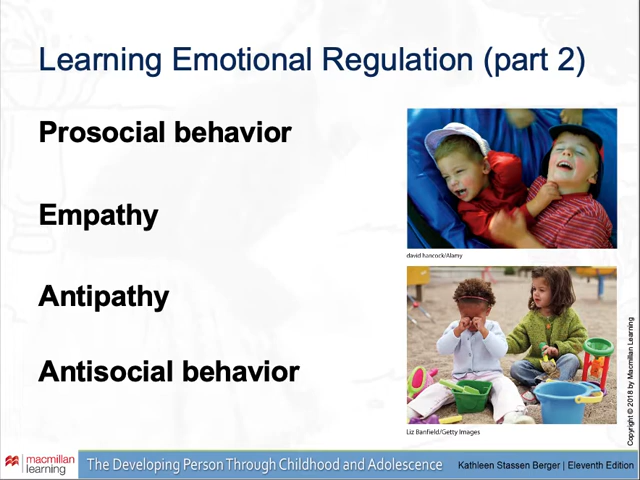 Learning Emotional Regulation (part 2)
Prosocial behavior
Empathy
Antipathy
Antisocial behavior
david hancock/Alamy
Liz Banfield/Getty Images
Copyright © 2018 by Macmillan Learning
macmillan
learning
The Developing Person Through Childhood and Adolescence
Kathleen Stassen Berger | Eleventh Edition